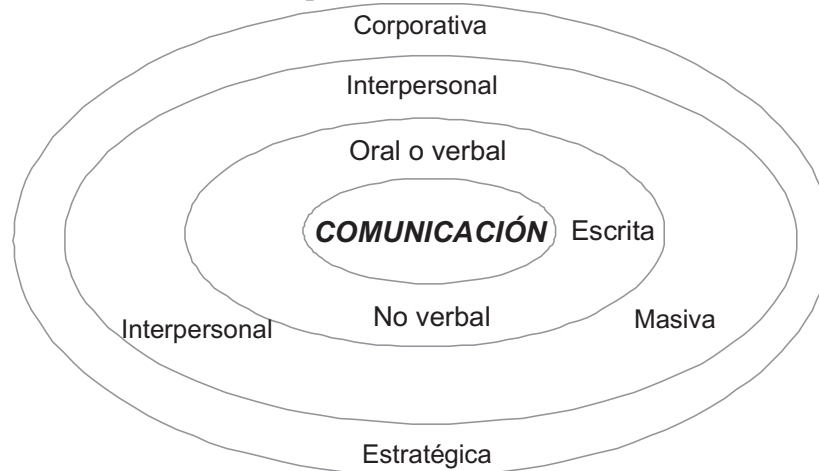 Corporativa
Interpersonal
Oral o verbal
COMUNICACIÓN Escrita
No verbal
Interpersonal
Masiva
Estratégica